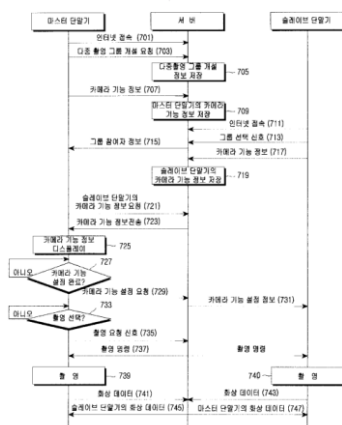 마스터 단말기
서 버
슬레이브 단말기
인터넷 접속 (701)
다중 촬영 그룹 개설 요청 (703)
다중촬영 그룹 개설
정보 저장
705
카메라 기능 정보 (707)
마스터 단말기의 카메라
기능 정보 저장
709
인터넷 접속 (711)
그룹 선택 신호 (713)
그룹 참여자 정보 (715)
카메라 기능 정보 (717)
슬레이브 단말기의
카메라 기능 정보 저장
719
슬레이브 단말기의
카메라 기능 정보요청 (721)
카메라 기능 정보전송 (723)
카메라 기능 정보
디스플레이
725
727
아니오
카메라 기능
설정 완료?
카메라 기능 설정 요청 (729)
카메라 기능 설정 정보 (731)
733
아니오
촬영 선택?
촬영 요청 신호 (735)
촬영 명령 (737)
촬영 명령
촬 영
739
740
촬 영
화상 데이터 (741)
화상 데이터 (743)
슬레이브 단말기의 화상 데이터 (745)
마스터 단말기의 화상 데이터 (747)